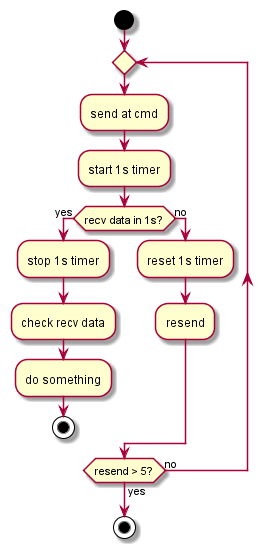 send at cmd
start 1s timer
yes
recv data in 1s?
no
stop 1s timer
reset 1s timer
check recv data
resend
do something
resend > 5?
no
yes